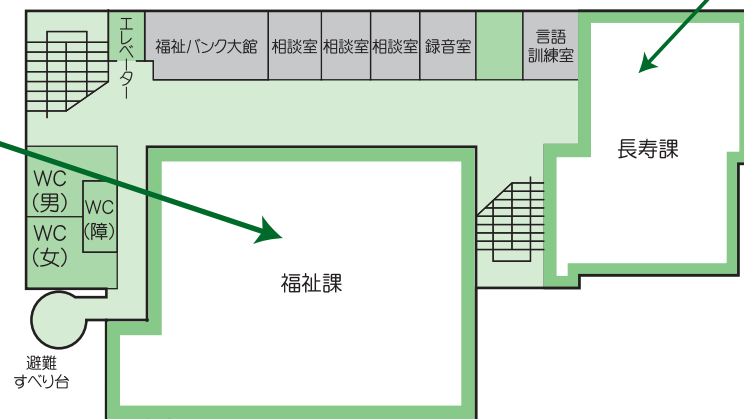 エレベーター
福祉バンク大館
相談室
相談室
相談室
録音室
言語
訓練室
長寿課
WC
(男)
WC
(障)
WC
(女)
福祉課
避難
すべり台